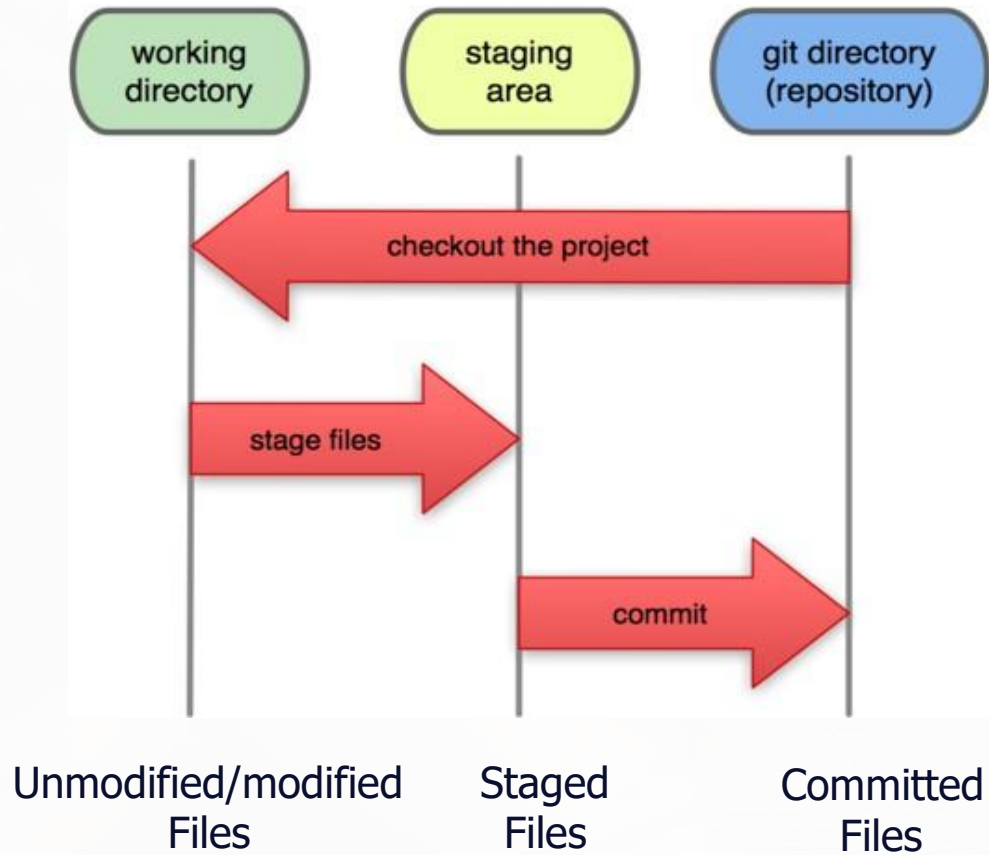 working
directory
staging
area
git directory
(repository)
checkout the project
stage files
commit
Unmodified/modified
Files
Staged
Files
Committed
Files